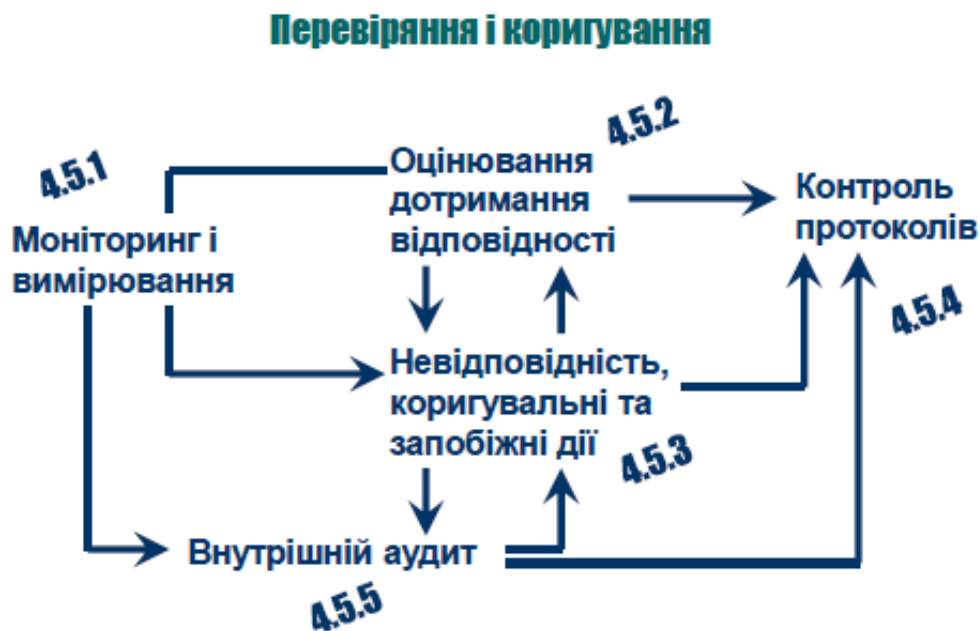 Перевіряння і коригування
4.5.1
Моніторинг і
вимірювання
Оцінювання
дотримання
відповідності
4.5.2
Контроль
протоколів
4.5.4
Невідповідність,
коригувальні та
запобіжні дії
4.5.3
Внутрішній аудит
4.5.5